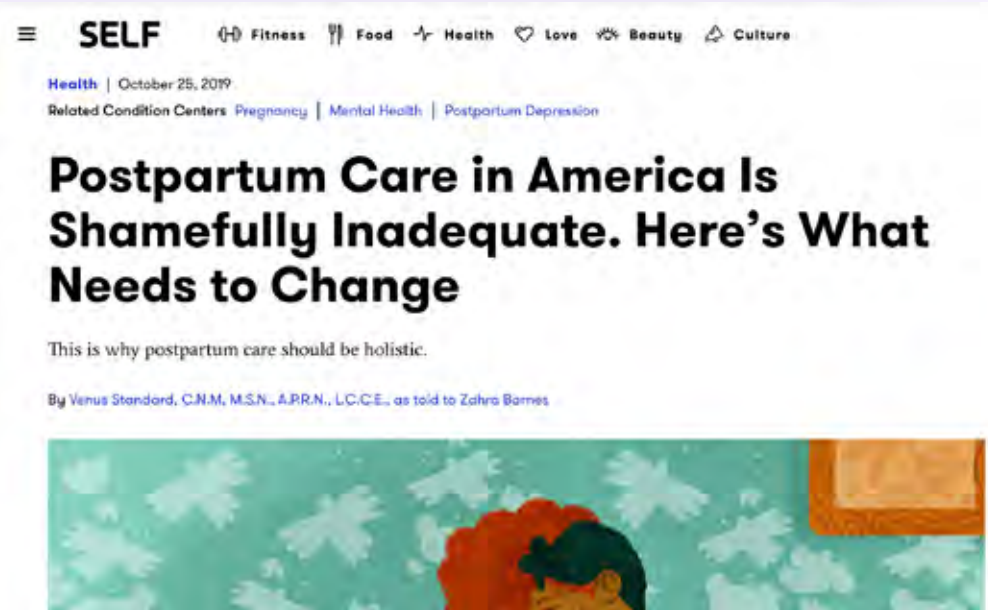 SELF Fitness Food Health Love Beauty Culture
Health | October 25, 2019
Related Condition Centers Pregnancy | Mental Health | Postpartum Depression
Postpartum Care in America Is
Shamefully Inadequate. Here's What
Needs to Change
This is why postpartum care should be holistic.
By Venus Standard, C.N.M, M.S.N., A.P.R.N., L.C.C.E., as told to Zahra Barnes